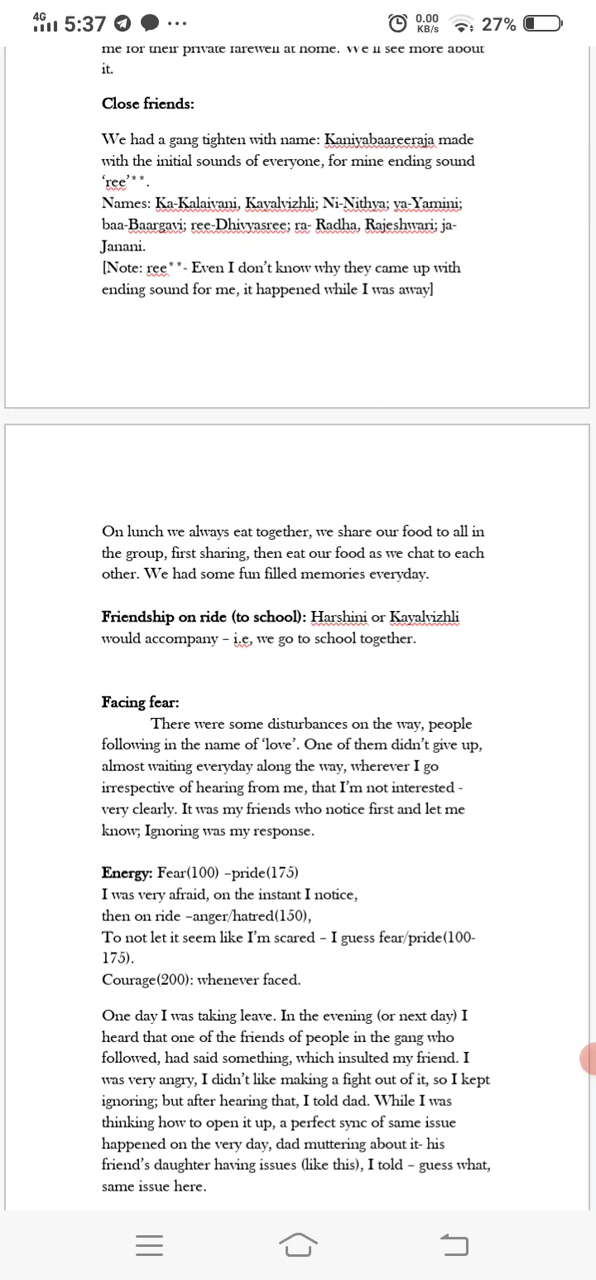 4G 5:37 ... 0.00 KB/s 27%
me for their private farewell at home. We'll see more about
it.
Close friends:
We had a gang tighten with name: Kaniyabaareeraja made
with the initial sounds of everyone, for mine ending sound
‘ree’**.
Names: Ka-Kalaivani, Kayalvizhli; Ni-Nithya; ya-Yamini;
baa-Baargavi; ree-Dhivyasree; ra- Radha, Rajeshwari; ja-
Janani.
[Note: ree**- Even I don’t know why they came up with
ending sound for me, it happened while I was away]
On lunch we always eat together, we share our food to all in
the group, first sharing, then eat our food as we chat to each
other. We had some fun filled memories everyday.
Friendship on ride (to school): Harshini or Kayalvizhli
would accompany – i.e, we go to school together.
Facing fear:
There were some disturbances on the way, people
following in the name of ‘love’. One of them didn’t give up,
almost waiting everyday along the way, wherever I go
irrespective of hearing from me, that I’m not interested -
very clearly. It was my friends who notice first and let me
know; Ignoring was my response.
Energy: Fear(100) –pride(175)
I was very afraid, on the instant I notice,
then on ride –anger/hatred(150),
To not let it seem like I’m scared – I guess fear/pride(100-
175).
Courage(200): whenever faced.
One day I was taking leave. In the evening (or next day) I
heard that one of the friends of people in the gang who
followed, had said something, which insulted my friend. I
was very angry, I didn’t like making a fight out of it, so I kept
ignoring; but after hearing that, I told dad. While I was
thinking how to open it up, a perfect sync of same issue
happened on the very day, dad muttering about it- his
friend’s daughter having issues (like this), I told – guess what,
same issue here.